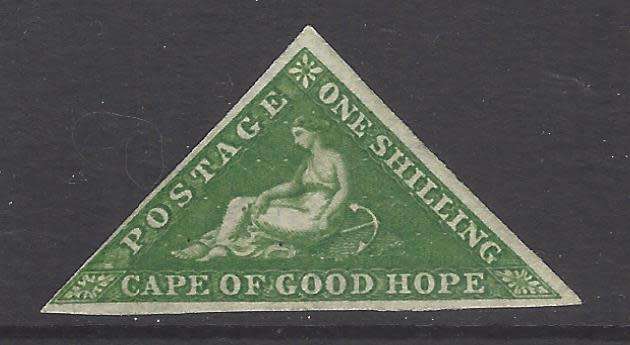 POSTAGE
ONE SHILLING
CAPE OF GOOD HOPE